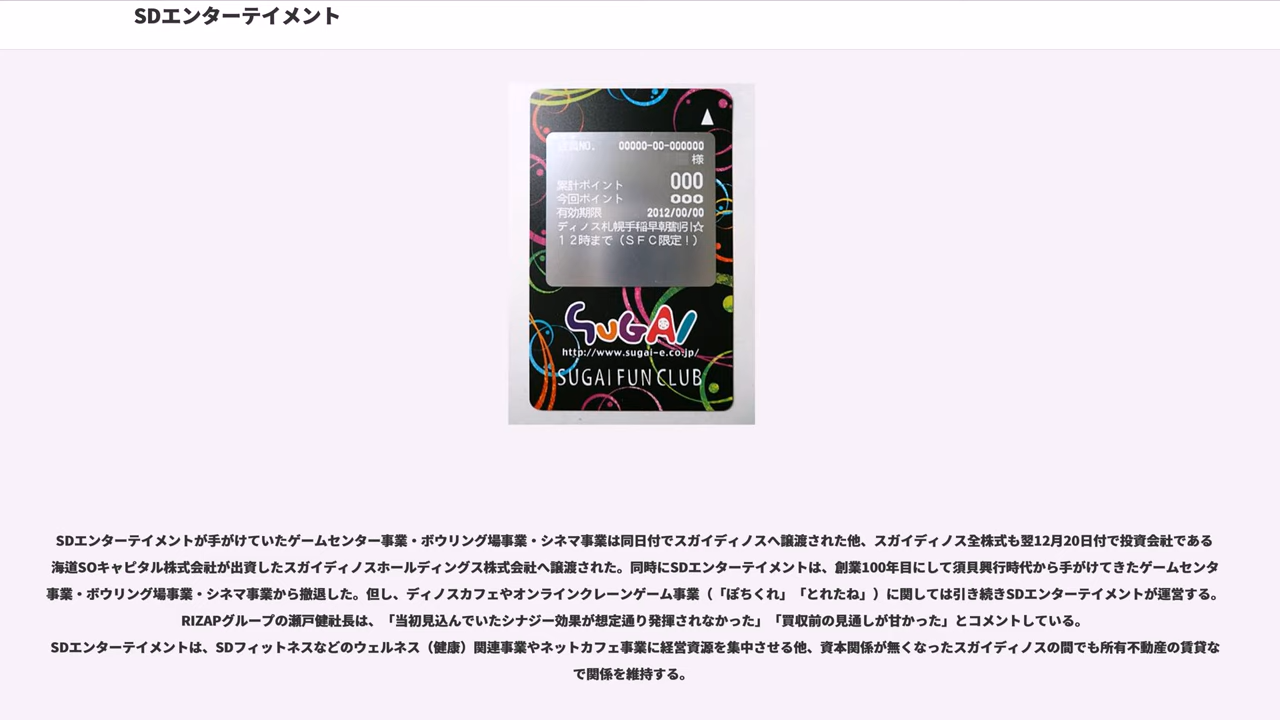 SDエンターテイメント
会員NO. 00000-00-000000
様
累計ポイント 000
今回ポイント 000
有効期限 2012/00/00
ディノス札幌手稲早朝割引☆
12時まで(SFC限定!)
SUGAI
http://www.sugai-e.co.jp/
SUGAI FUN CLUB
SDエンターテイメントが手がけていたゲームセンター事業・ボウリング場事業・シネマ事業は同日付でスガイディノスへ譲渡された他、スガイディノス全株式も翌12月20日付で投資会社である
海道SOキャピタル株式会社が出資したスガイディノスホールディングス株式会社へ譲渡された。同時にSDエンターテイメントは、創業100年目にして須貝興行時代から手がけてきたゲームセンタ
事業・ボウリング場事業・シネマ事業から撤退した。但し、ディノスカフェやオンラインクレーンゲーム事業(「ぽちくれ」「とれたね」)に関しては引き続きSDエンターテイメントが運営する。
RIZAPグループの瀬戸健社長は、「当初見込んでいたシナジー効果が想定通り発揮されなかった」「買収前の見通しが甘かった」とコメントしている。
SDエンターテイメントは、SDフィットネスなどのウェルネス(健康)関連事業やネットカフェ事業に経営資源を集中させる他、資本関係が無くなったスガイディノスの間でも所有不動産の賃貸な
で関係を維持する。